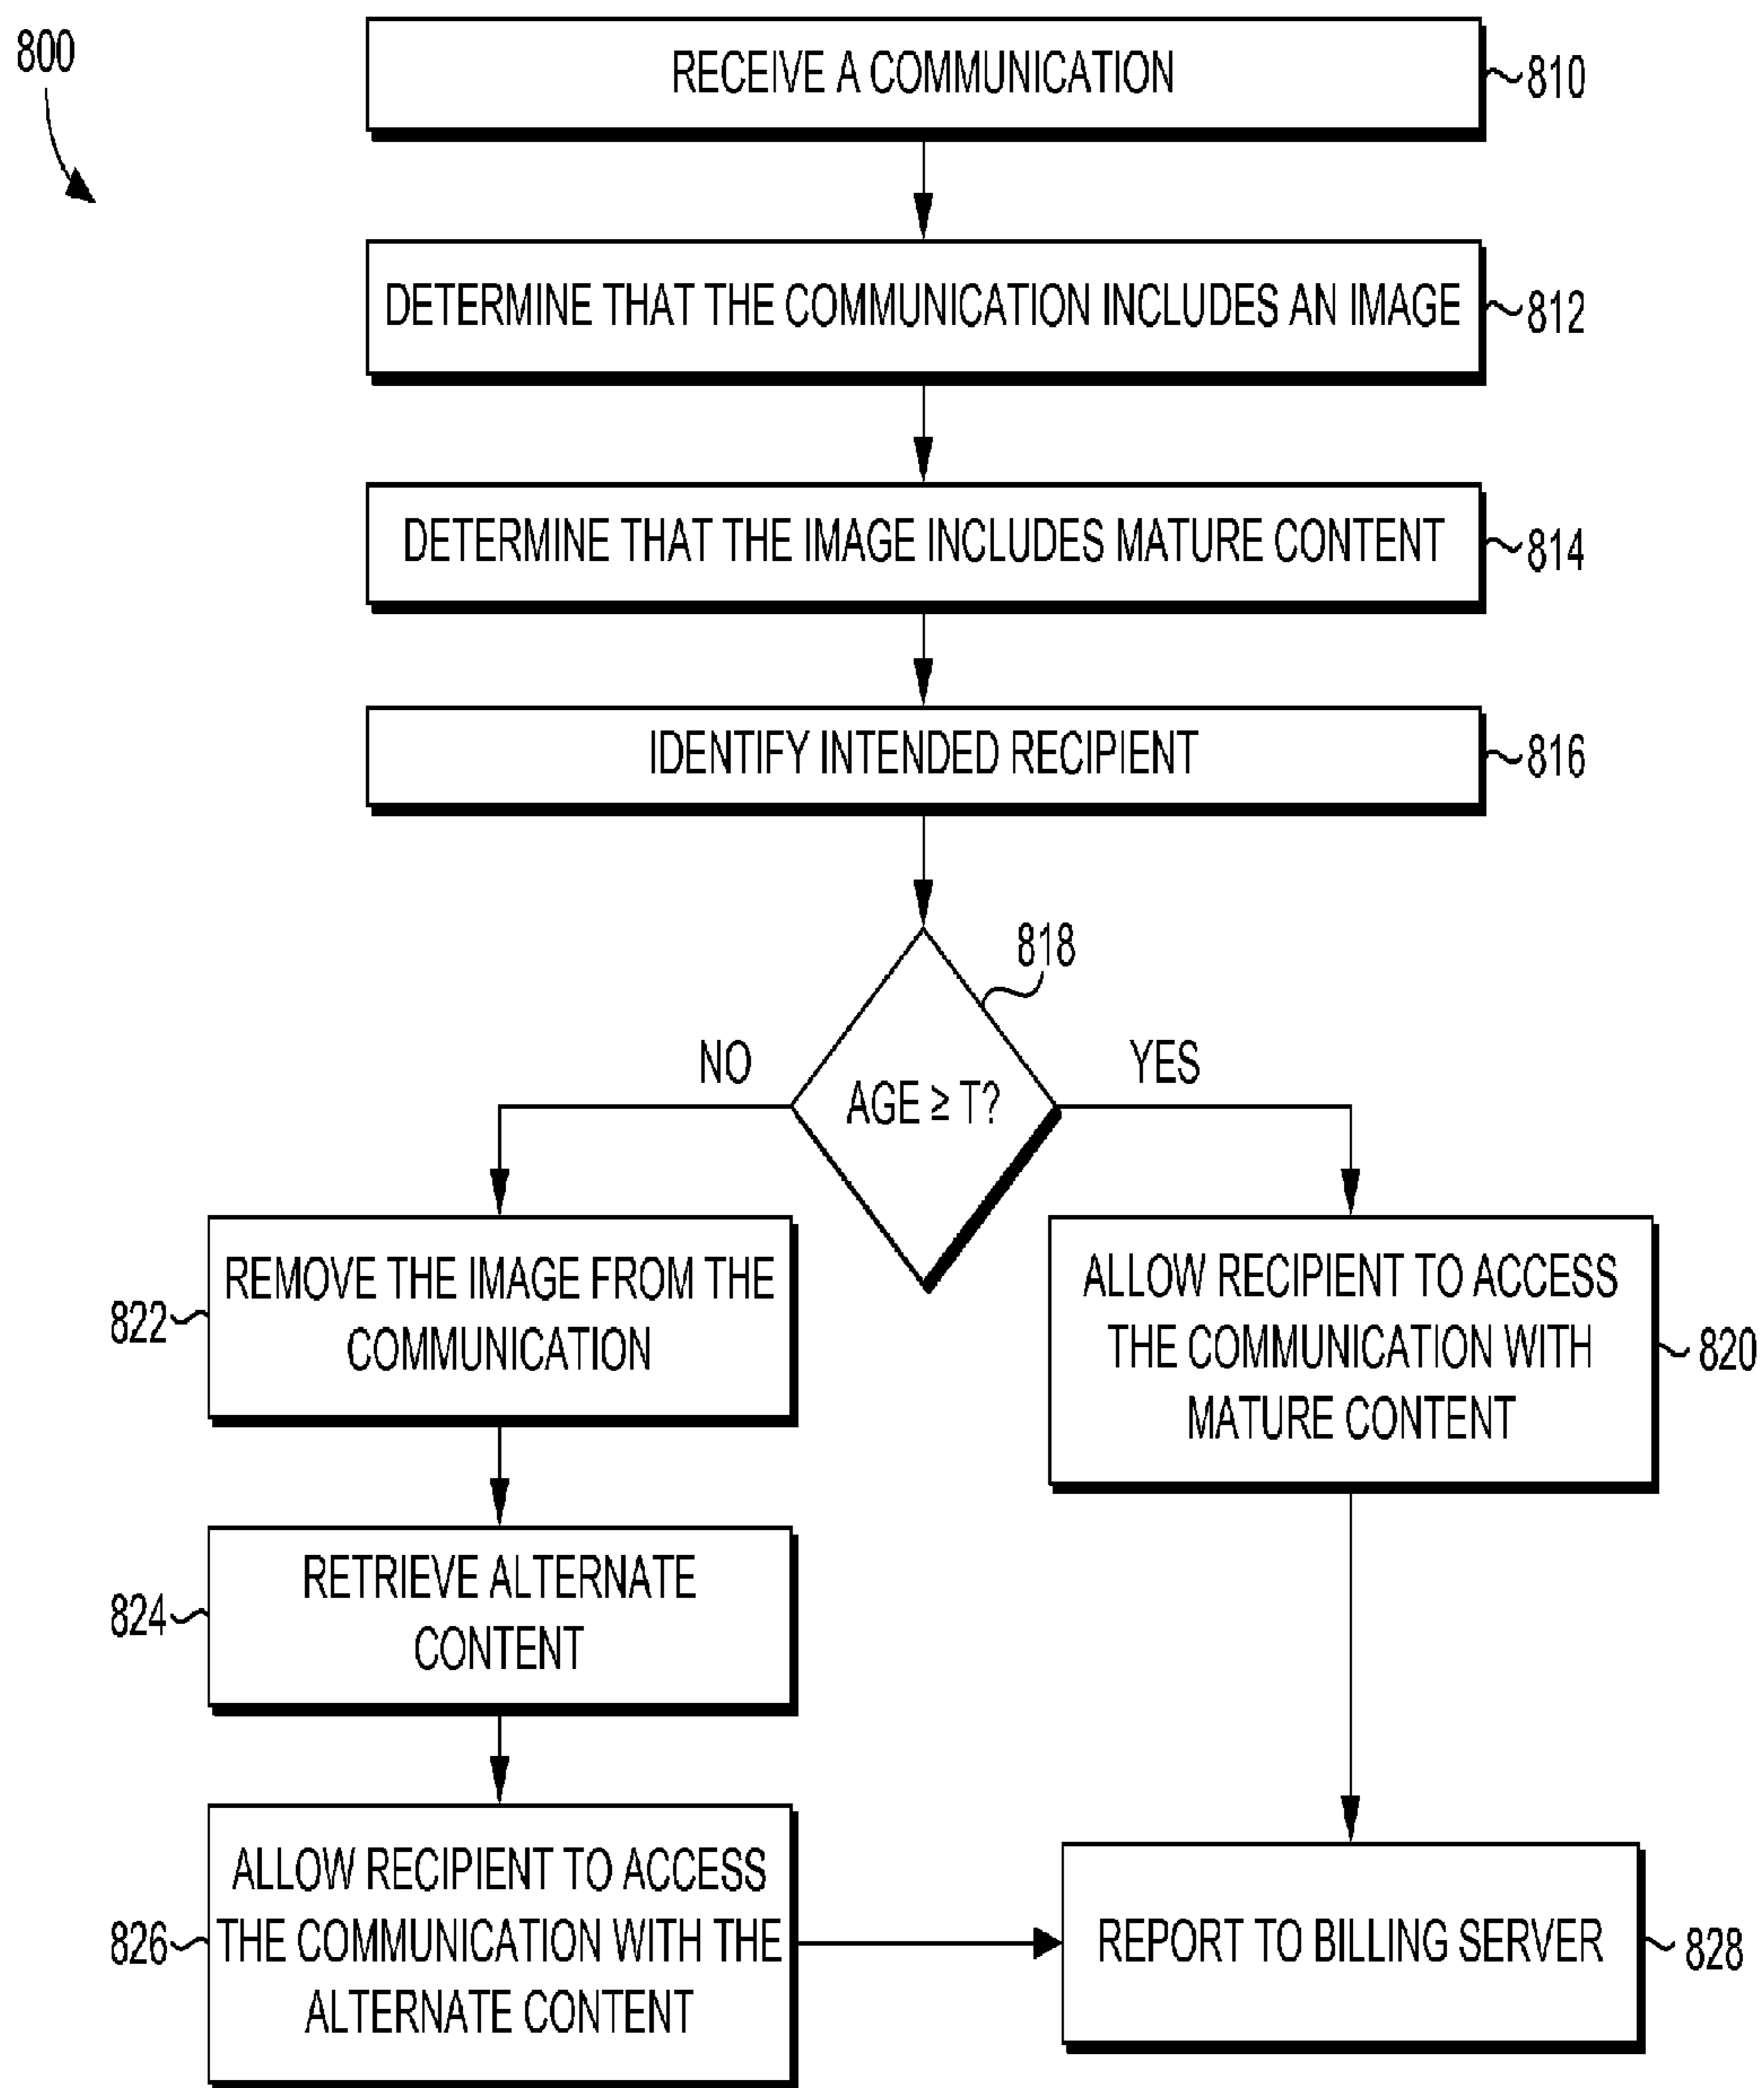 800
RECEIVE A COMMUNICATION
810
DETERMINE THAT THE COMMUNICATION INCLUDES AN IMAGE
812
DETERMINE THAT THE IMAGE INCLUDES MATURE CONTENT
814
IDENTIFY INTENDED RECIPIENT
816
818
NO
YES
AGE ≥ T?
REMOVE THE IMAGE FROM THE
COMMUNICATION
822
ALLOW RECIPIENT TO ACCESS
THE COMMUNICATION WITH
MATURE CONTENT
820
RETRIEVE ALTERNATE
CONTENT
824
ALLOW RECIPIENT TO ACCESS
THE COMMUNICATION WITH THE
ALTERNATE CONTENT
826
REPORT TO BILLING SERVER
828